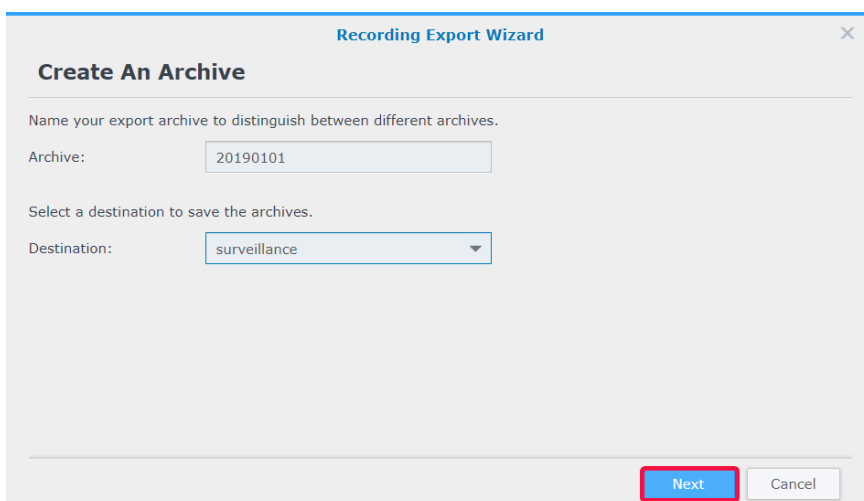 Recording Export Wizard
Create An Archive
Name your export archive to distinguish between different archives.
Archive: 20190101
Select a destination to save the archives.
Destination: surveillance
Next Cancel